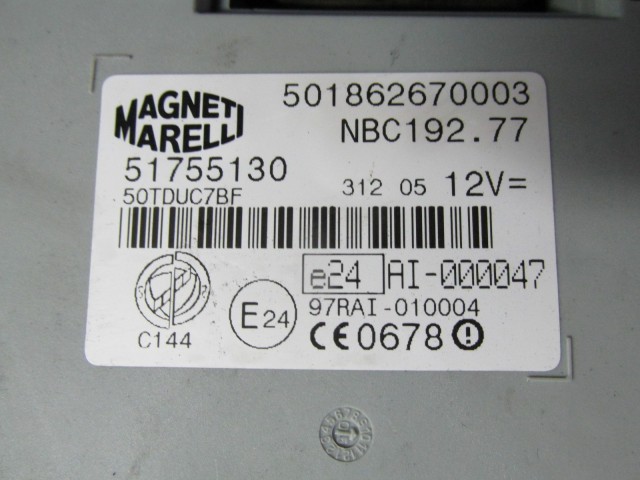 MAGNETI
MARELLI
501862670003
NBC192.77
51755130
50TDUC7BF
312 05 12V=
e24 AI-000047
E24 97RAI-010004
C144
CE0678